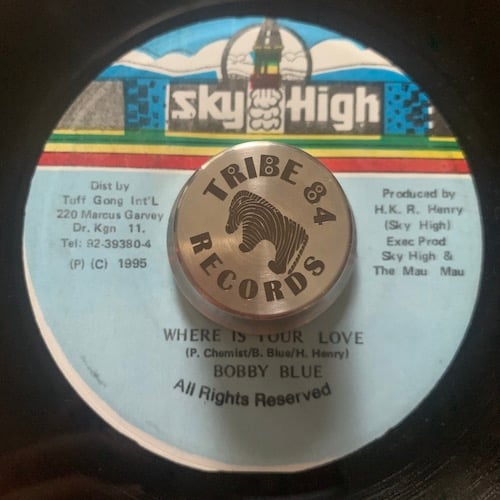 Sky High
Dist by
Tuff Gong Int'L
220 Marcus Garvey
Dr. Kgn 11.
Tel: 92-39380-4
(P) (C) 1995
TRIBE 84
RECORDS
Produced by
H.K.R. Henry
(Sky High)
Exec Prod
Sky High &
The Mau Mau
WHERE IS YOUR LOVE
(P. Chemist/B. Blue/H. Henry)
BOBBY BLUE
All Rights Reserved